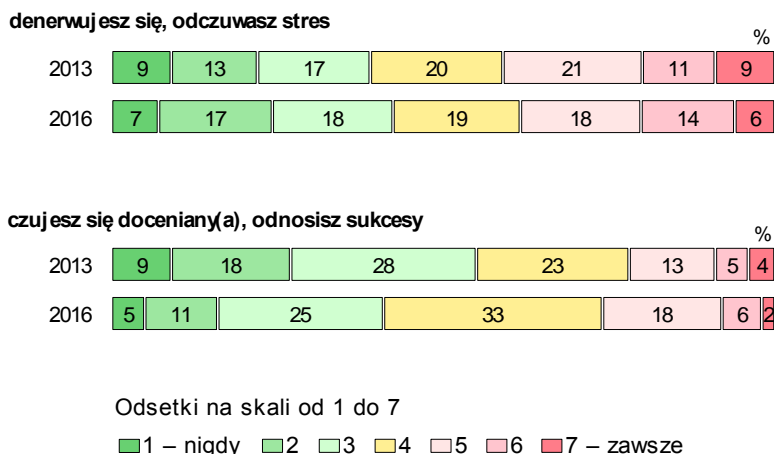 denerwujesz się, odczuwasz stres
%
2013 9 13 17 20 21 11 9
2016 7 17 18 19 18 14 6
czujesz się doceniany(a), odnosisz sukcesy
%
2013 9 18 28 23 13 5 4
2016 5 11 25 33 18 6 2
Odsetki na skali od 1 do 7
1 – nigdy 2 3 4 5 6 7 – zawsze